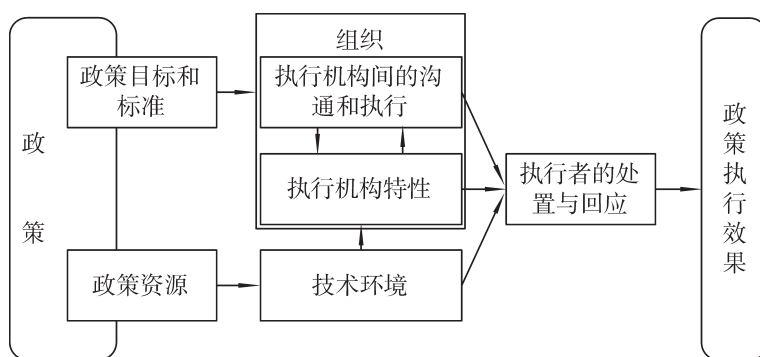 政策
政策目标和
标准
政策资源
组织
执行机构间的沟
通和执行
执行机构特性
技术环境
执行者的处
置与回应
政策执行效果